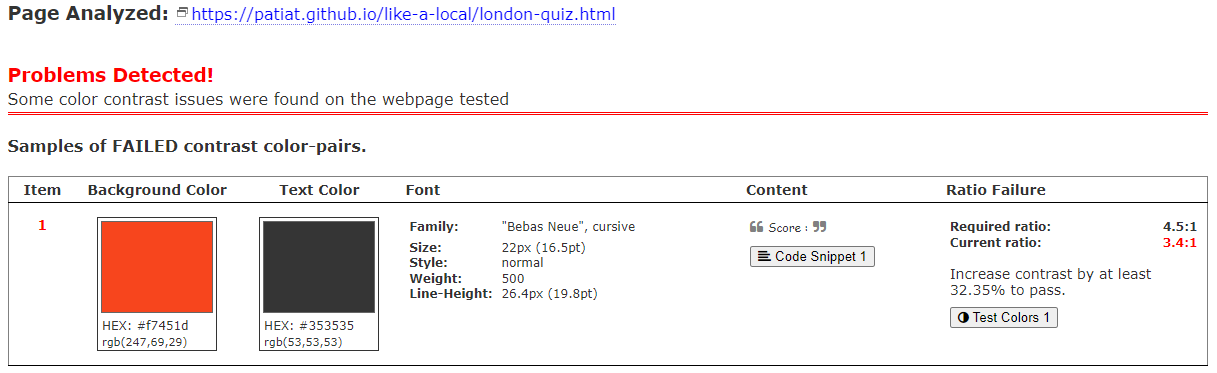 Page Analyzed: https://patiat.github.io/like-a-local/london-quiz.html
Problems Detected!
Some color contrast issues were found on the webpage tested
Samples of FAILED contrast color-pairs.
Item Background Color Text Color Font Content Ratio Failure
1
HEX: #f7451d
rgb(247,69,29)
HEX: #353535
rgb(53,53,53)
Family: "Bebas Neue", cursive
Size: 22px (16.5pt)
Style: normal
Weight: 500
Line-Height: 26.4px (19.8pt)
❝ Score : ❞
Code Snippet 1
Required ratio: 4.5:1
Current ratio: 3.4:1
Increase contrast by at least
32.35% to pass.
Test Colors 1